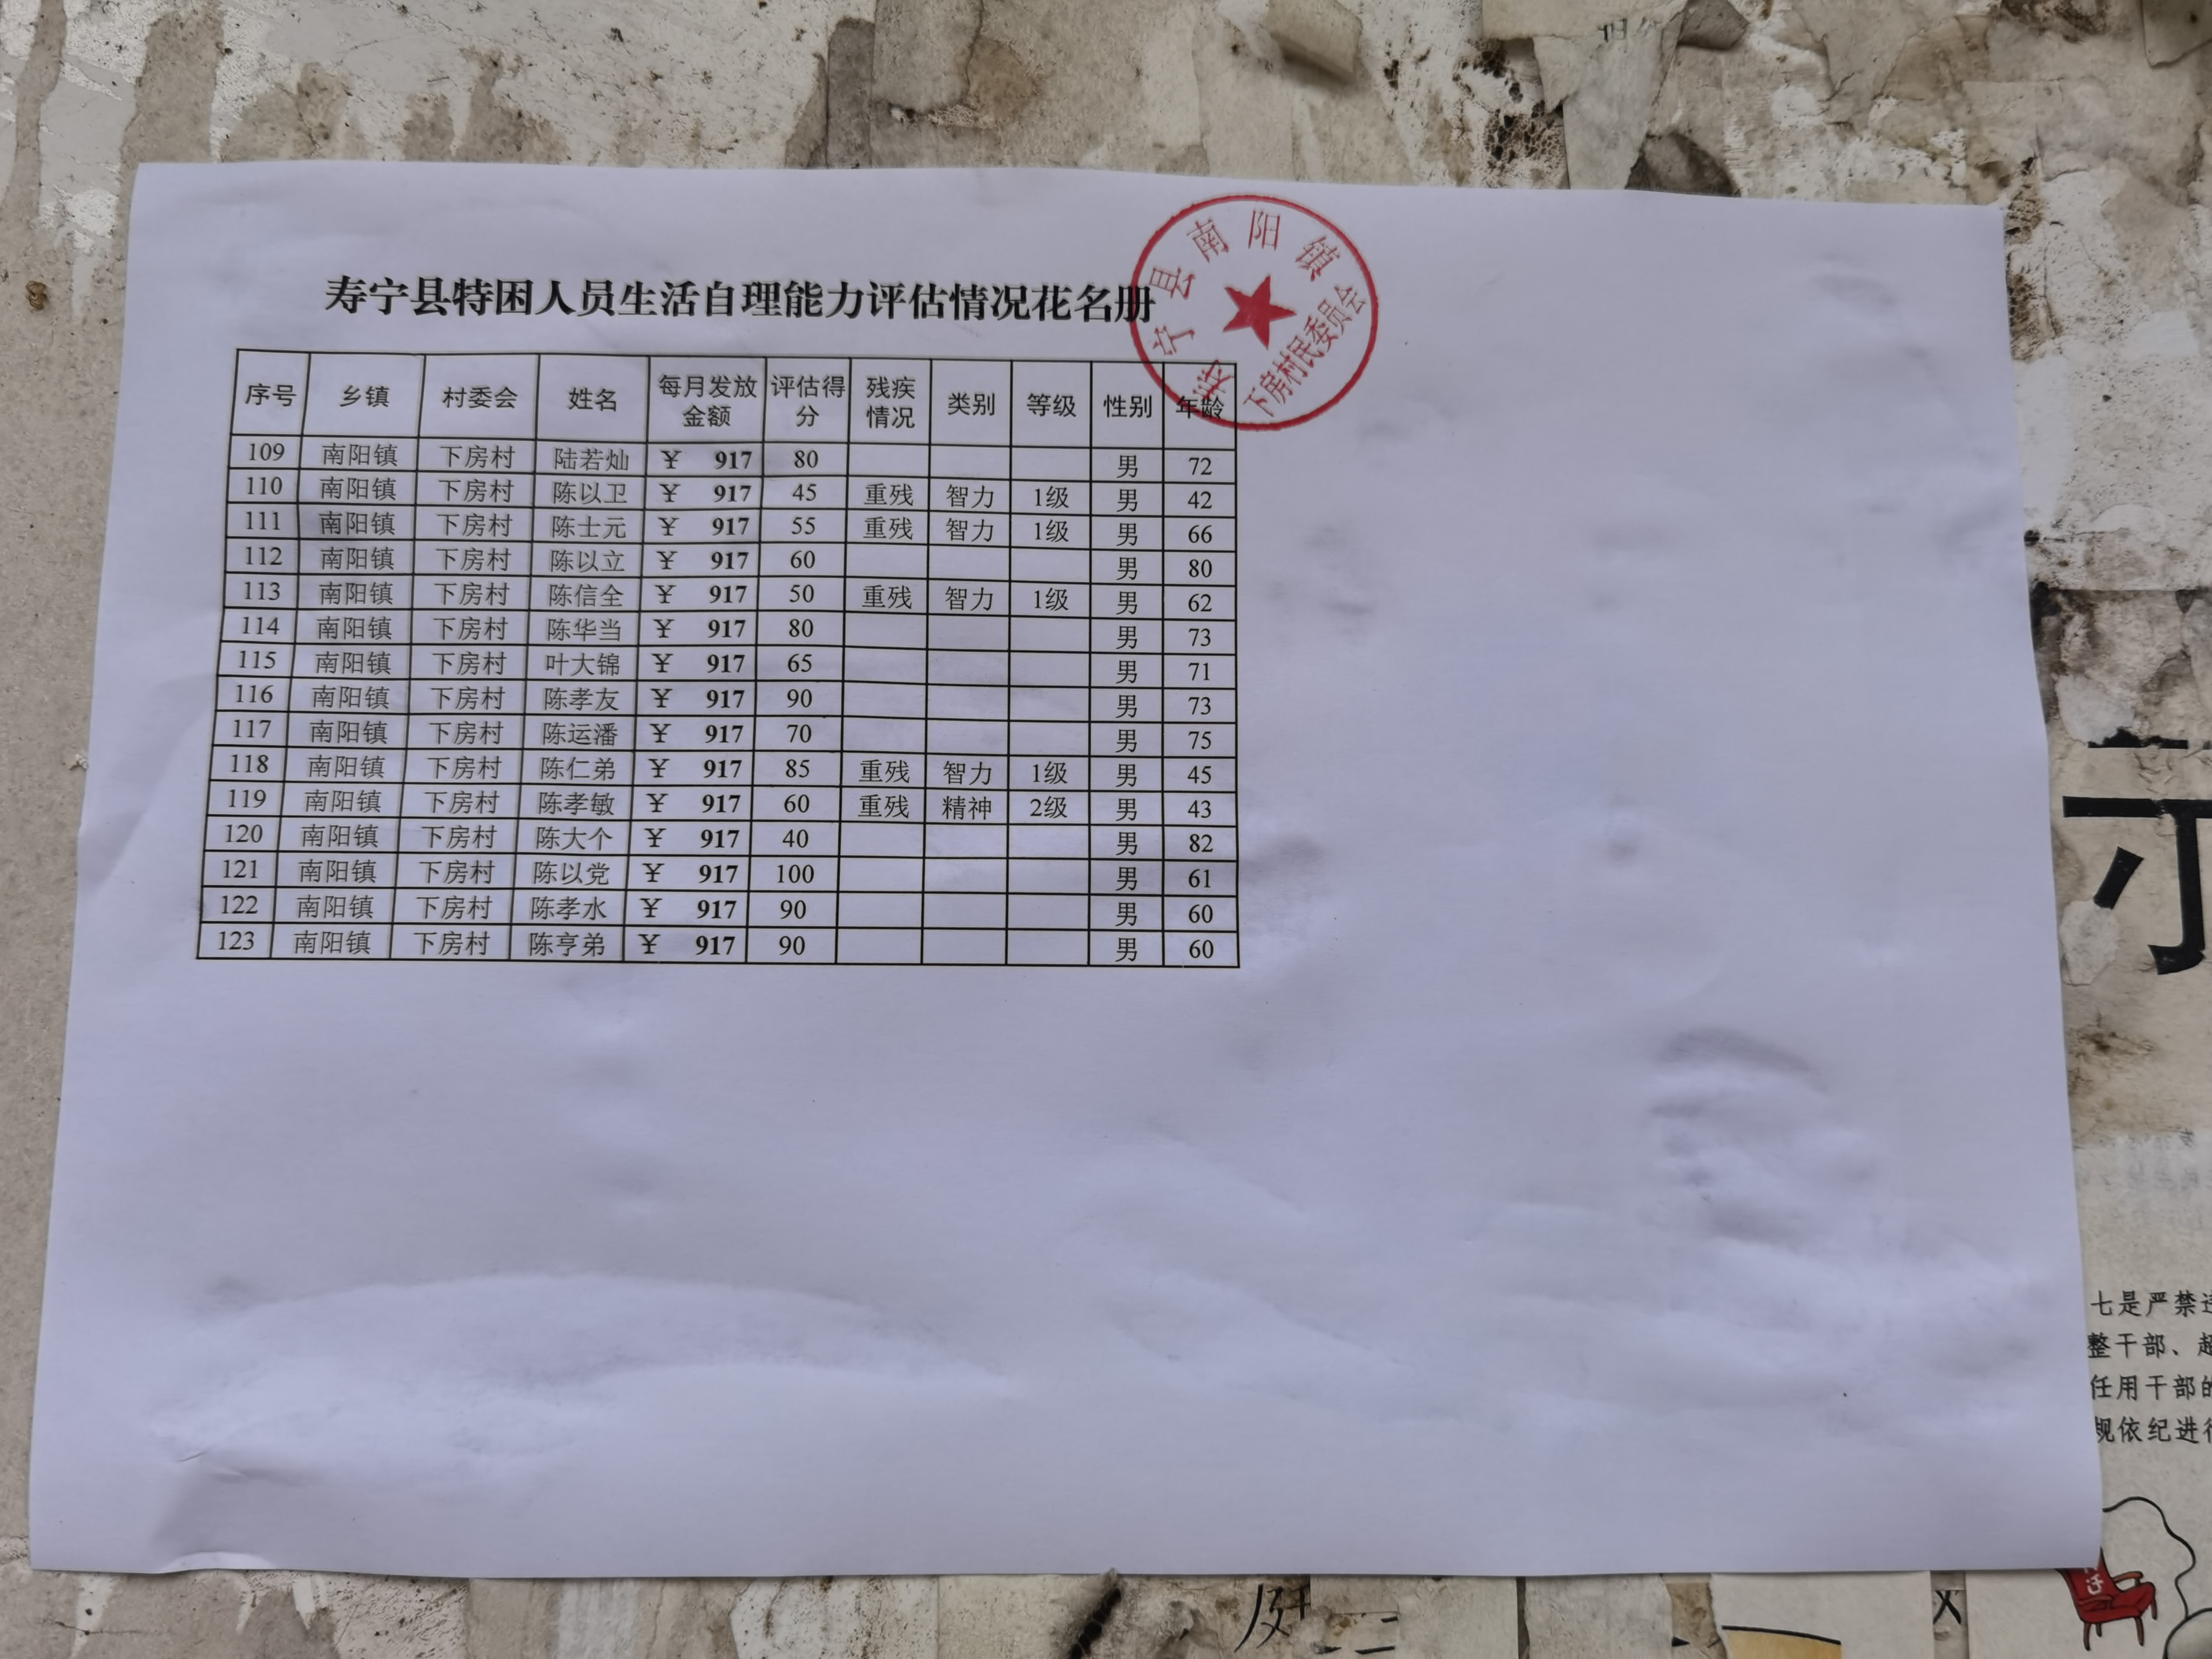 寿宁县特困人员生活自理能力评估情况花名册
寿宁县南阳镇
下房村民委员会
序号 乡镇 村委会 姓名 每月发放金额 评估得分 残疾情况 类别 等级 性别 年龄
109 南阳镇 下房村 陆若灿 ¥ 917 80 男 72
110 南阳镇 下房村 陈以卫 ¥ 917 45 重残 智力 1级 男 42
111 南阳镇 下房村 陈士元 ¥ 917 55 重残 智力 1级 男 66
112 南阳镇 下房村 陈以立 ¥ 917 60 男 80
113 南阳镇 下房村 陈信全 ¥ 917 50 重残 智力 1级 男 62
114 南阳镇 下房村 陈华当 ¥ 917 80 男 73
115 南阳镇 下房村 叶大锦 ¥ 917 65 男 71
116 南阳镇 下房村 陈孝友 ¥ 917 90 男 73
117 南阳镇 下房村 陈运潘 ¥ 917 70 男 75
118 南阳镇 下房村 陈仁弟 ¥ 917 85 重残 智力 1级 男 45
119 南阳镇 下房村 陈孝敏 ¥ 917 60 重残 精神 2级 男 43
120 南阳镇 下房村 陈大个 ¥ 917 40 男 82
121 南阳镇 下房村 陈以党 ¥ 917 100 男 61
122 南阳镇 下房村 陈孝水 ¥ 917 90 男 60
123 南阳镇 下房村 陈亨弟 ¥ 917 90 男 60
七是严禁
整干部、超
任用干部的
规依纪进行